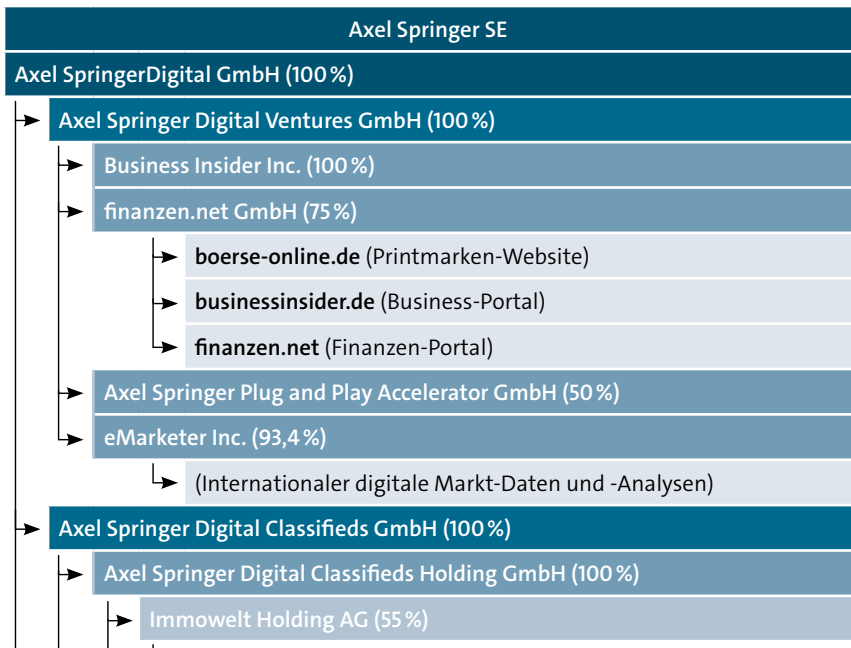 Axel Springer SE
Axel SpringerDigital GmbH (100 %)
Axel Springer Digital Ventures GmbH (100 %)
Business Insider Inc. (100 %)
finanzen.net GmbH (75 %)
boerse-online.de (Printmarken-Website)
businessinsider.de (Business-Portal)
finanzen.net (Finanzen-Portal)
Axel Springer Plug and Play Accelerator GmbH (50 %)
eMarketer Inc. (93,4 %)
(Internationaler digitale Markt-Daten und -Analysen)
Axel Springer Digital Classifieds GmbH (100 %)
Axel Springer Digital Classifieds Holding GmbH (100 %)
Immowelt Holding AG (55 %)